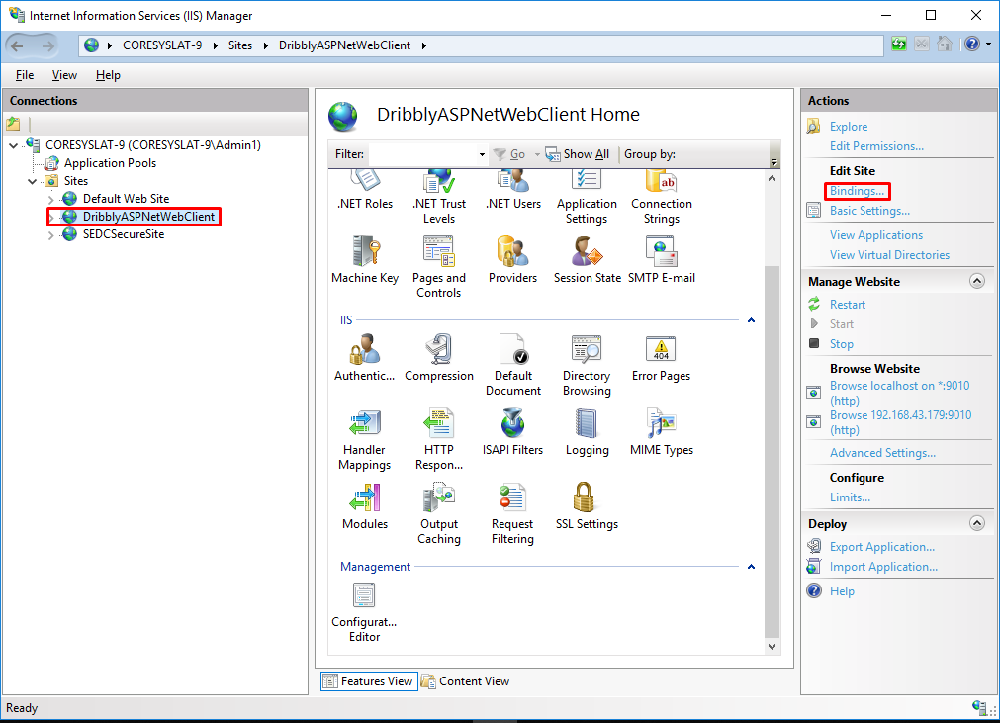 Internet Information Services (IIS) Manager
CORESYSLAT-9 Sites DribblyASPNetWebClient
File View Help
Connections
CORESYSLAT-9 (CORESYSLAT-9\Admin1)
Application Pools
Sites
Default Web Site
DribblyASPNetWebClient
SEDCSecureSite
DribblyASPNetWebClient Home
Filter: Go Show All Group by:
.NET Roles
.NET Trust
Levels
.NET Users
Application
Settings
Connection
Strings
Machine Key
Pages and
Controls
Providers
Session State
SMTP E-mail
IIS
Authentic...
Compression
Default
Document
Directory
Browsing
404
Error Pages
Handler
Mappings
HTTP
Respon...
ISAPI Filters
Logging
MIME Types
Modules
Output
Caching
Request
Filtering
SSL Settings
Management
Configurat...
Editor
Features View Content View
Actions
Explore
Edit Permissions...
Edit Site
Bindings...
Basic Settings...
View Applications
View Virtual Directories
Manage Website
Restart
Start
Stop
Browse Website
Browse localhost on *:9010
(http)
Browse 192.168.43.179:9010
(http)
Advanced Settings...
Configure
Limits...
Deploy
Export Application...
Import Application...
Help
Ready